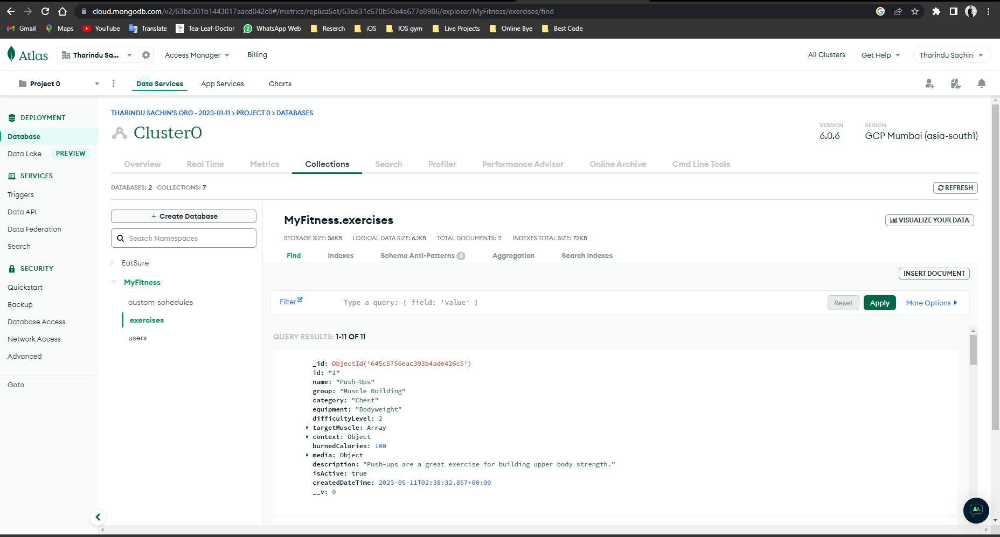 cloud.mongodb.com/v2/63be301b1443017aacd042c8#/metrics/replicaSet/63be31c670b50e4a677e8986/explorer/MyFitness/exercises/find
Gmail Maps YouTube Translate Tea-Leaf-Doctor WhatsApp Web Reserch iOS IOS gym Live Projects Online Bye Best Code
Atlas Tharindu Sa... Access Manager Billing All Clusters Get Help Tharindu Sachin
Project 0 Data Services App Services Charts
DEPLOYMENT
Database
Data Lake PREVIEW
SERVICES
Triggers
Data API
Data Federation
Search
SECURITY
Quickstart
Backup
Database Access
Network Access
Advanced
Goto
THARINDU SACHIN'S ORG - 2023-01-11 > PROJECT 0 > DATABASES
Cluster0
VERSION
6.0.6
REGION
GCP Mumbai (asia-south1)
Overview Real Time Metrics Collections Search Profiler Performance Advisor Online Archive Cmd Line Tools
DATABASES: 2 COLLECTIONS: 7
REFRESH
+ Create Database
Search Namespaces
EatSure
MyFitness
custom-schedules
exercises
users
MyFitness.exercises
VISUALIZE YOUR DATA
STORAGE SIZE: 36KB LOGICAL DATA SIZE: 6.1KB TOTAL DOCUMENTS: 11 INDEXES TOTAL SIZE: 72KB
Find Indexes Schema Anti-Patterns 0 Aggregation Search Indexes
INSERT DOCUMENT
Filter Type a query: { field: 'value' } Reset Apply More Options
QUERY RESULTS: 1-11 OF 11
_id: ObjectId('645c5756eac393b4ade426c5')
id: "1"
name: "Push-Ups"
group: "Muscle Building"
category: "Chest"
equipment: "Bodyweight"
difficultyLevel: 2
targetMuscle: Array
context: Object
burnedCalories: 100
media: Object
description: "Push-ups are a great exercise for building upper body strength."
isActive: true
createdDateTime: 2023-05-11T02:38:32.857+00:00
__v: 0